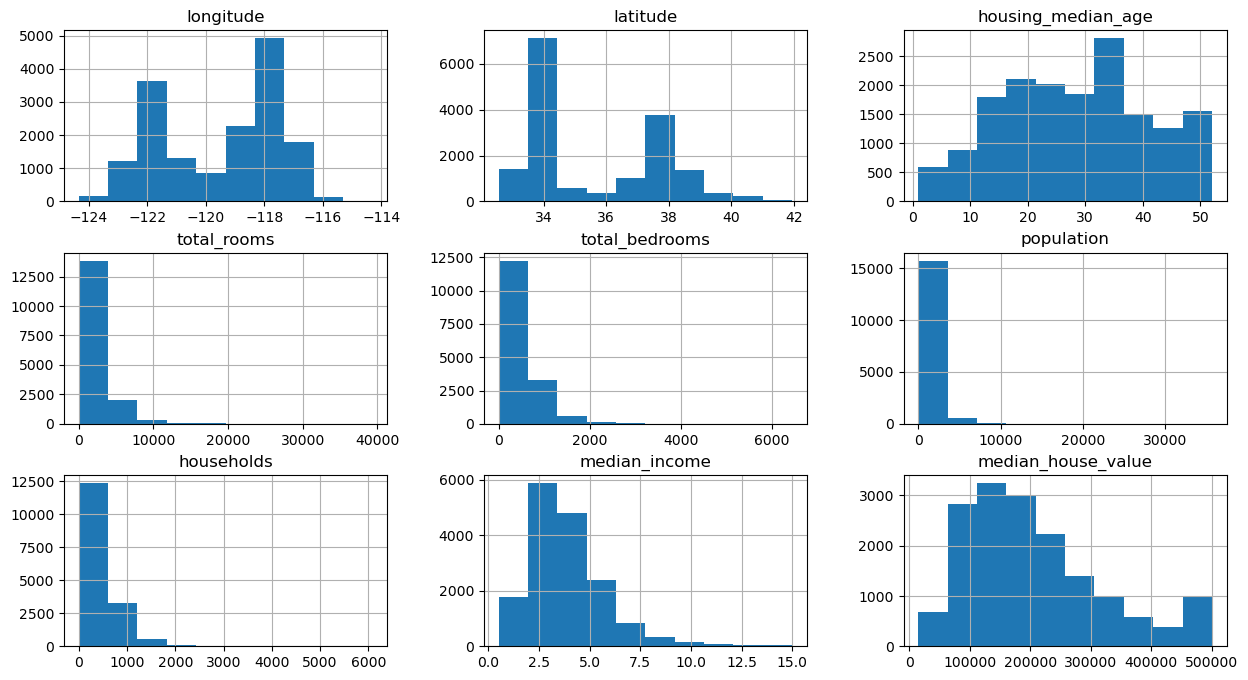 longitude
5000
4000
3000
2000
1000
0
−124 −122 −120 −118 −116 −114
latitude
6000
4000
2000
0
34 36 38 40 42
housing_median_age
2500
2000
1500
1000
500
0
0 10 20 30 40 50
total_rooms
12500
10000
7500
5000
2500
0
0 10000 20000 30000 40000
total_bedrooms
12500
10000
7500
5000
2500
0
0 2000 4000 6000
population
15000
10000
5000
0
0 10000 20000 30000
households
12500
10000
7500
5000
2500
0
0 1000 2000 3000 4000 5000 6000
median_income
6000
4000
2000
0
0.0 2.5 5.0 7.5 10.0 12.5 15.0
median_house_value
3000
2000
1000
0
0 100000 200000 300000 400000 500000